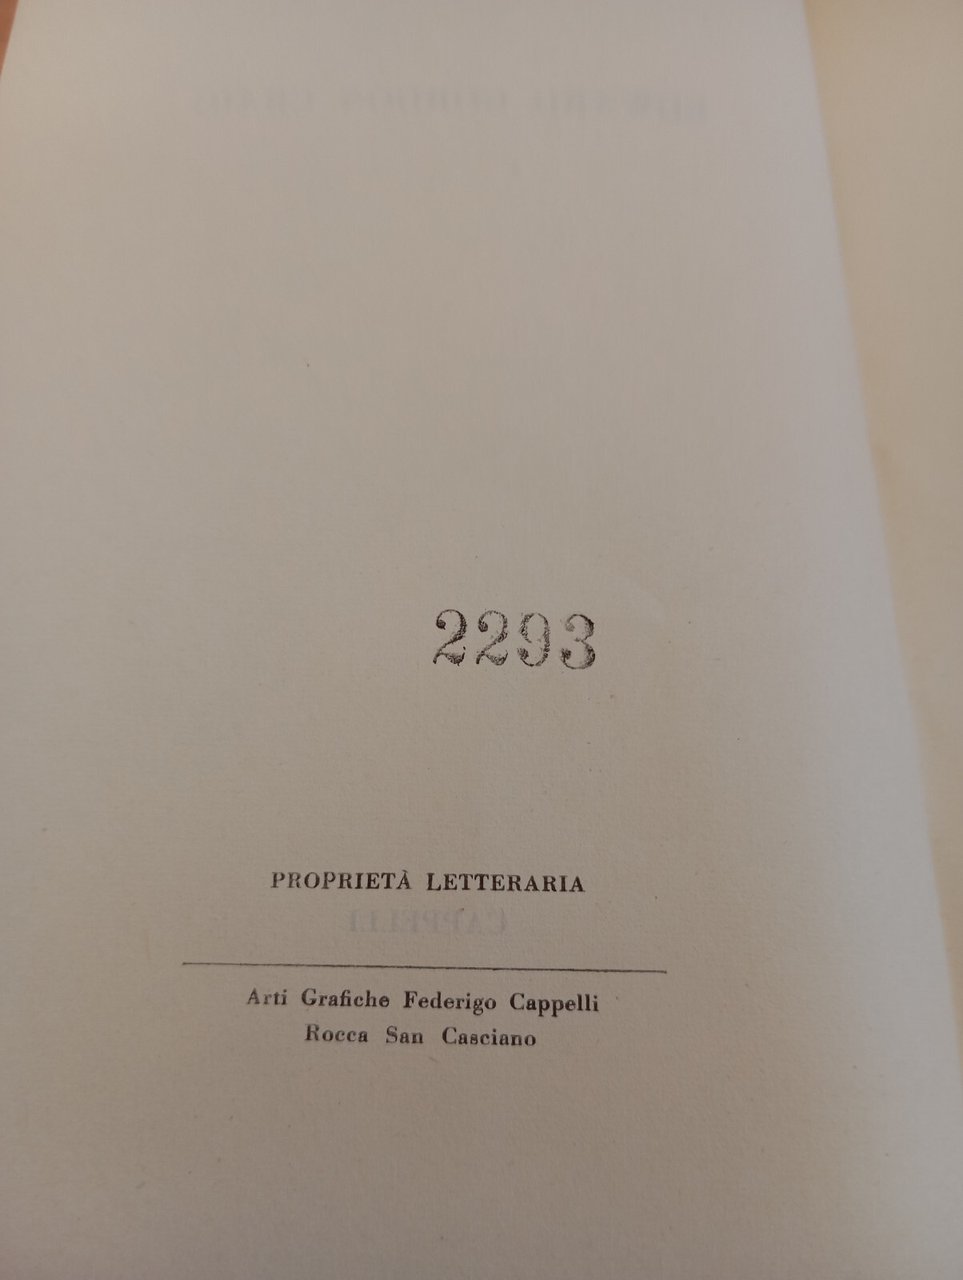 2293
PROPRIETÀ LETTERARIA
Arti Grafiche Federigo Cappelli
Rocca San Casciano